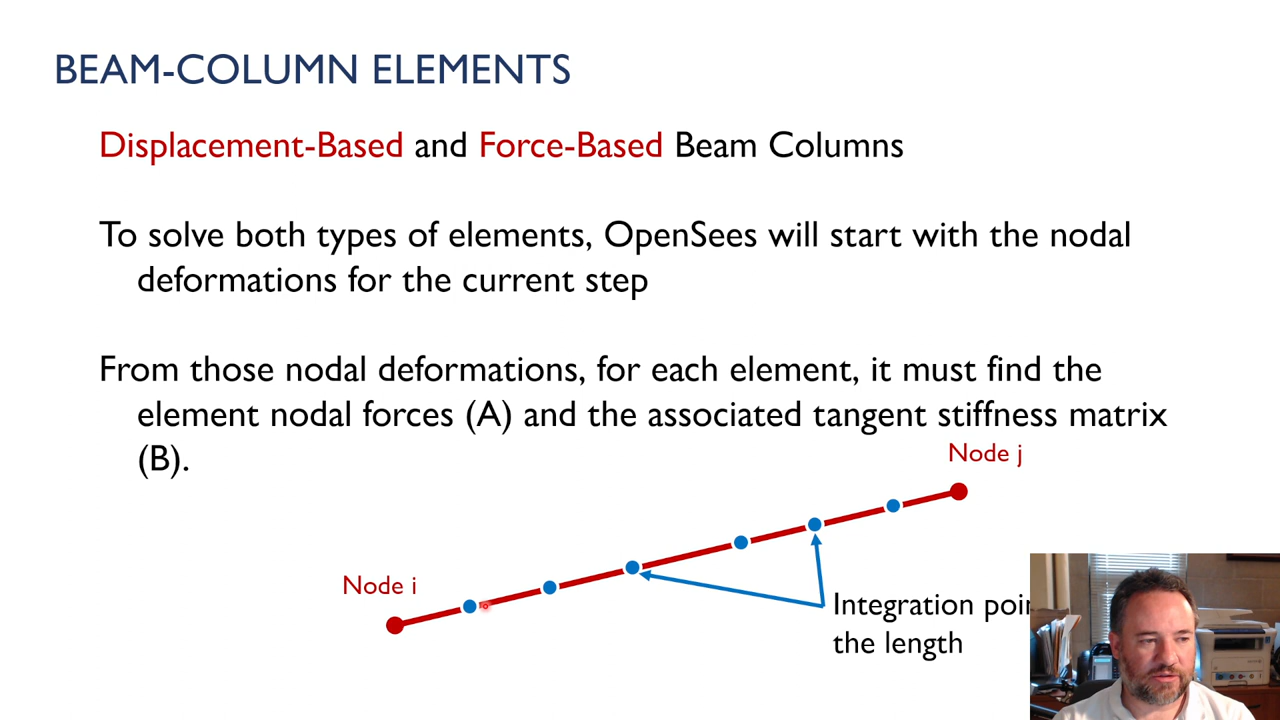 BEAM-COLUMN ELEMENTS
Displacement-Based and Force-Based Beam Columns
To solve both types of elements, OpenSees will start with the nodal
deformations for the current step
From those nodal deformations, for each element, it must find the
element nodal forces (A) and the associated tangent stiffness matrix
(B).
Node j
Node i
Integration
the length